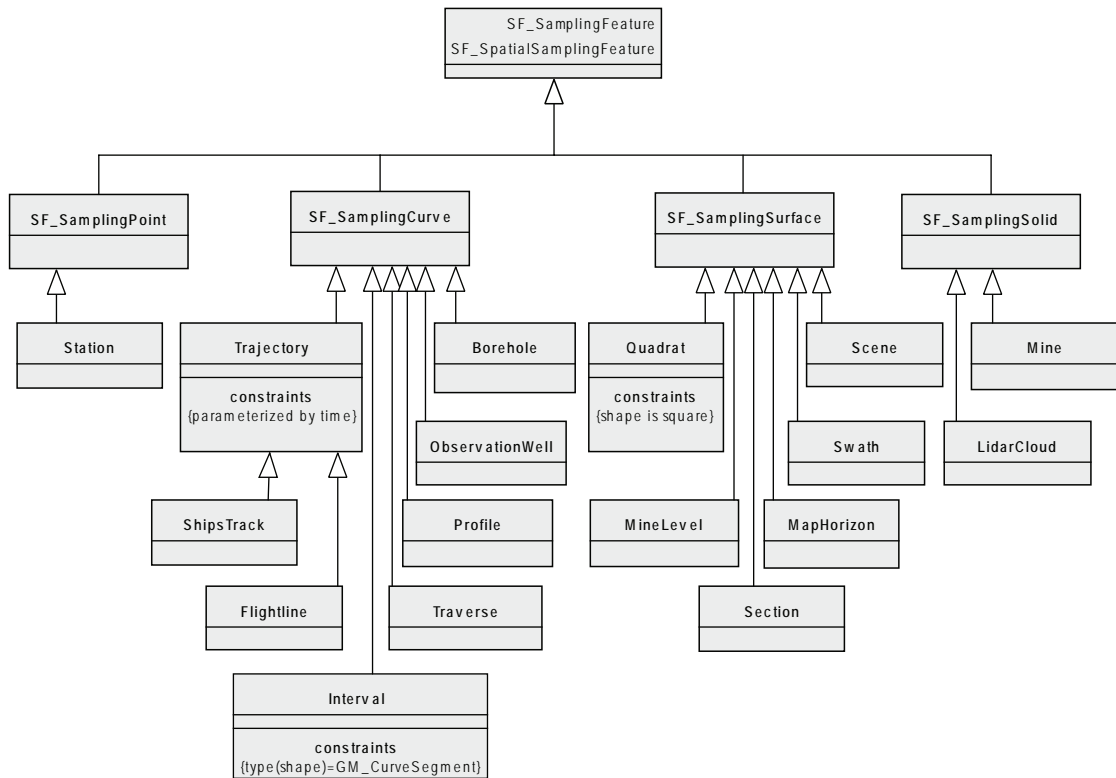 SF_SamplingFeature
SF_SpatialSamplingFeature
SF_SamplingPoint
SF_SamplingCurve
SF_SamplingSurface
SF_SamplingSolid
Station
Trajectory
constraints
{parameterized by time}
Borehole
Quadrat
constraints
{shape is square}
Scene
Mine
ObservationWell
Swath
LidarCloud
ShipsTrack
Profile
MineLevel
MapHorizon
Flightline
Traverse
Section
Interval
constraints
{type(shape)=GM_CurveSegment}